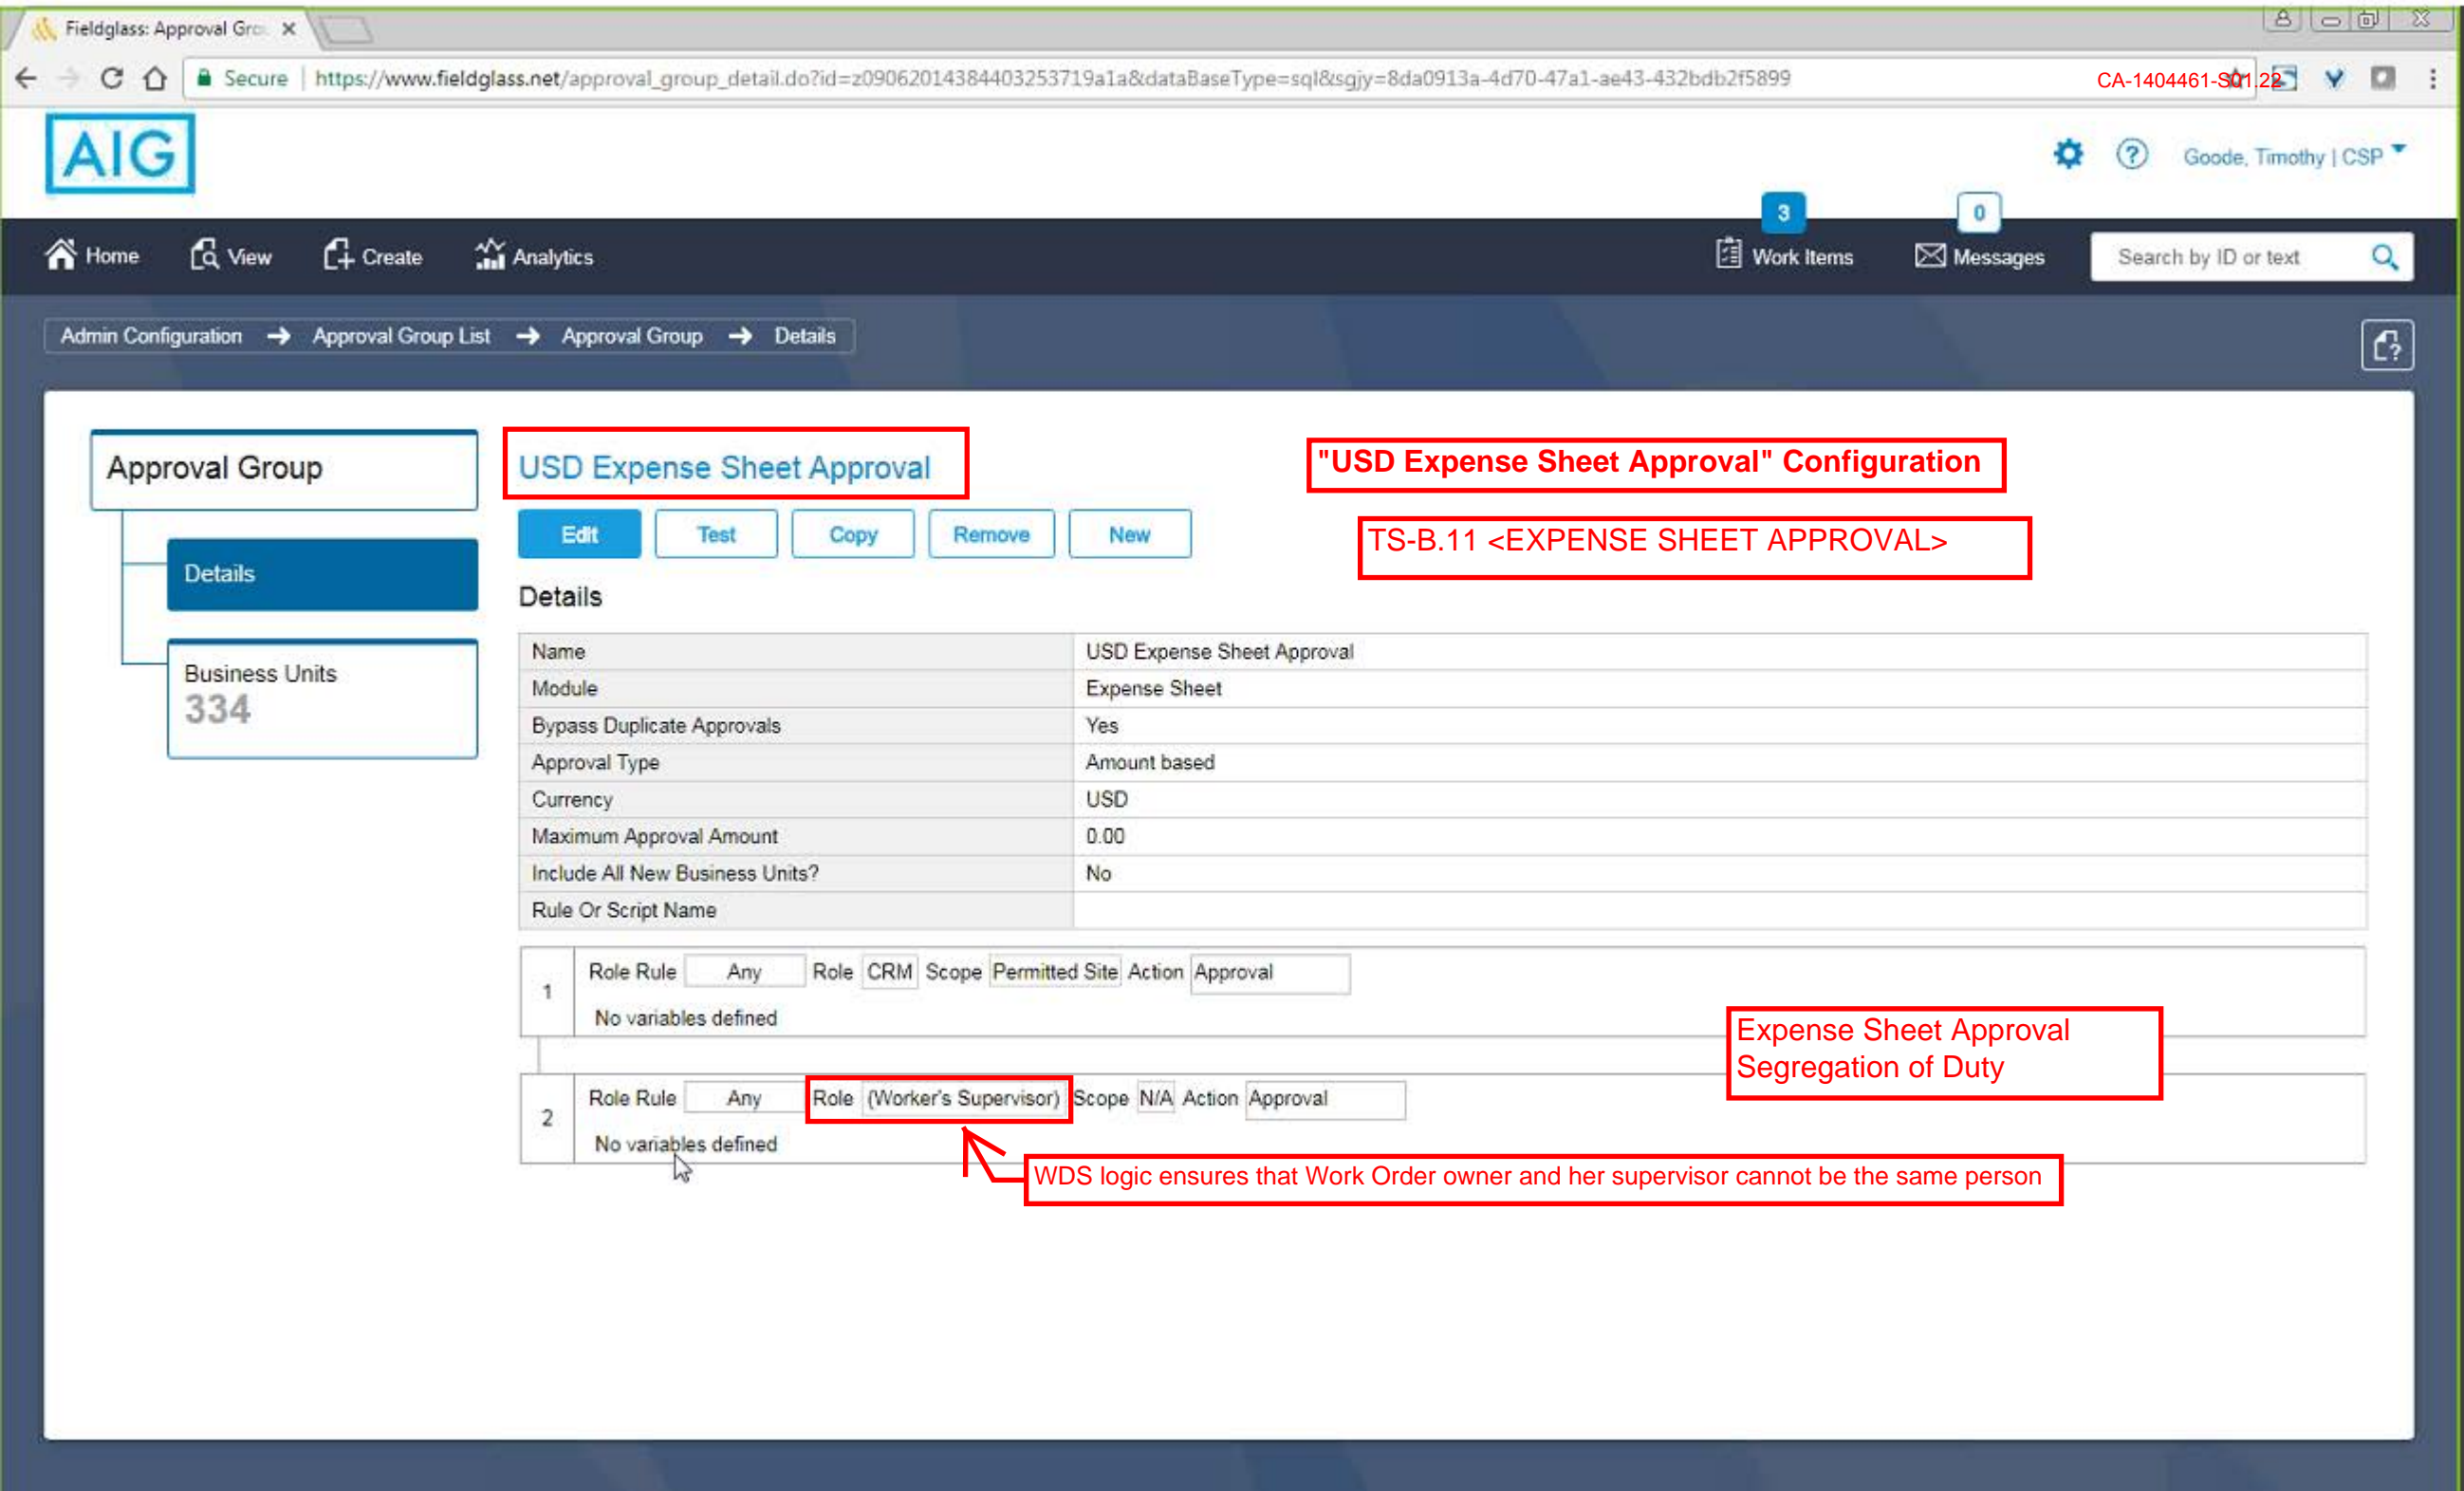 Fieldglass: Approval Gro
Secure | https://www.fieldglass.net/approval_group_detail.do?id=z09062014384403253719a1a&dataBaseType=sql&sgjy=8da0913a-4d70-47a1-ae43-432bdb2f5899
CA-1404461-S01.22
AIG
Goode, Timothy | CSP
3
0
Home
View
Create
Analytics
Work Items
Messages
Search by ID or text
Admin Configuration → Approval Group List → Approval Group → Details
Approval Group
Details
Business Units
334
USD Expense Sheet Approval
"USD Expense Sheet Approval" Configuration
Edit
Test
Copy
Remove
New
TS-B.11 <EXPENSE SHEET APPROVAL>
Details
Name USD Expense Sheet Approval
Module Expense Sheet
Bypass Duplicate Approvals Yes
Approval Type Amount based
Currency USD
Maximum Approval Amount 0.00
Include All New Business Units? No
Rule Or Script Name
1 Role Rule Any Role CRM Scope Permitted Site Action Approval
No variables defined
Expense Sheet Approval
Segregation of Duty
2 Role Rule Any Role (Worker's Supervisor) Scope N/A Action Approval
No variables defined
WDS logic ensures that Work Order owner and her supervisor cannot be the same person